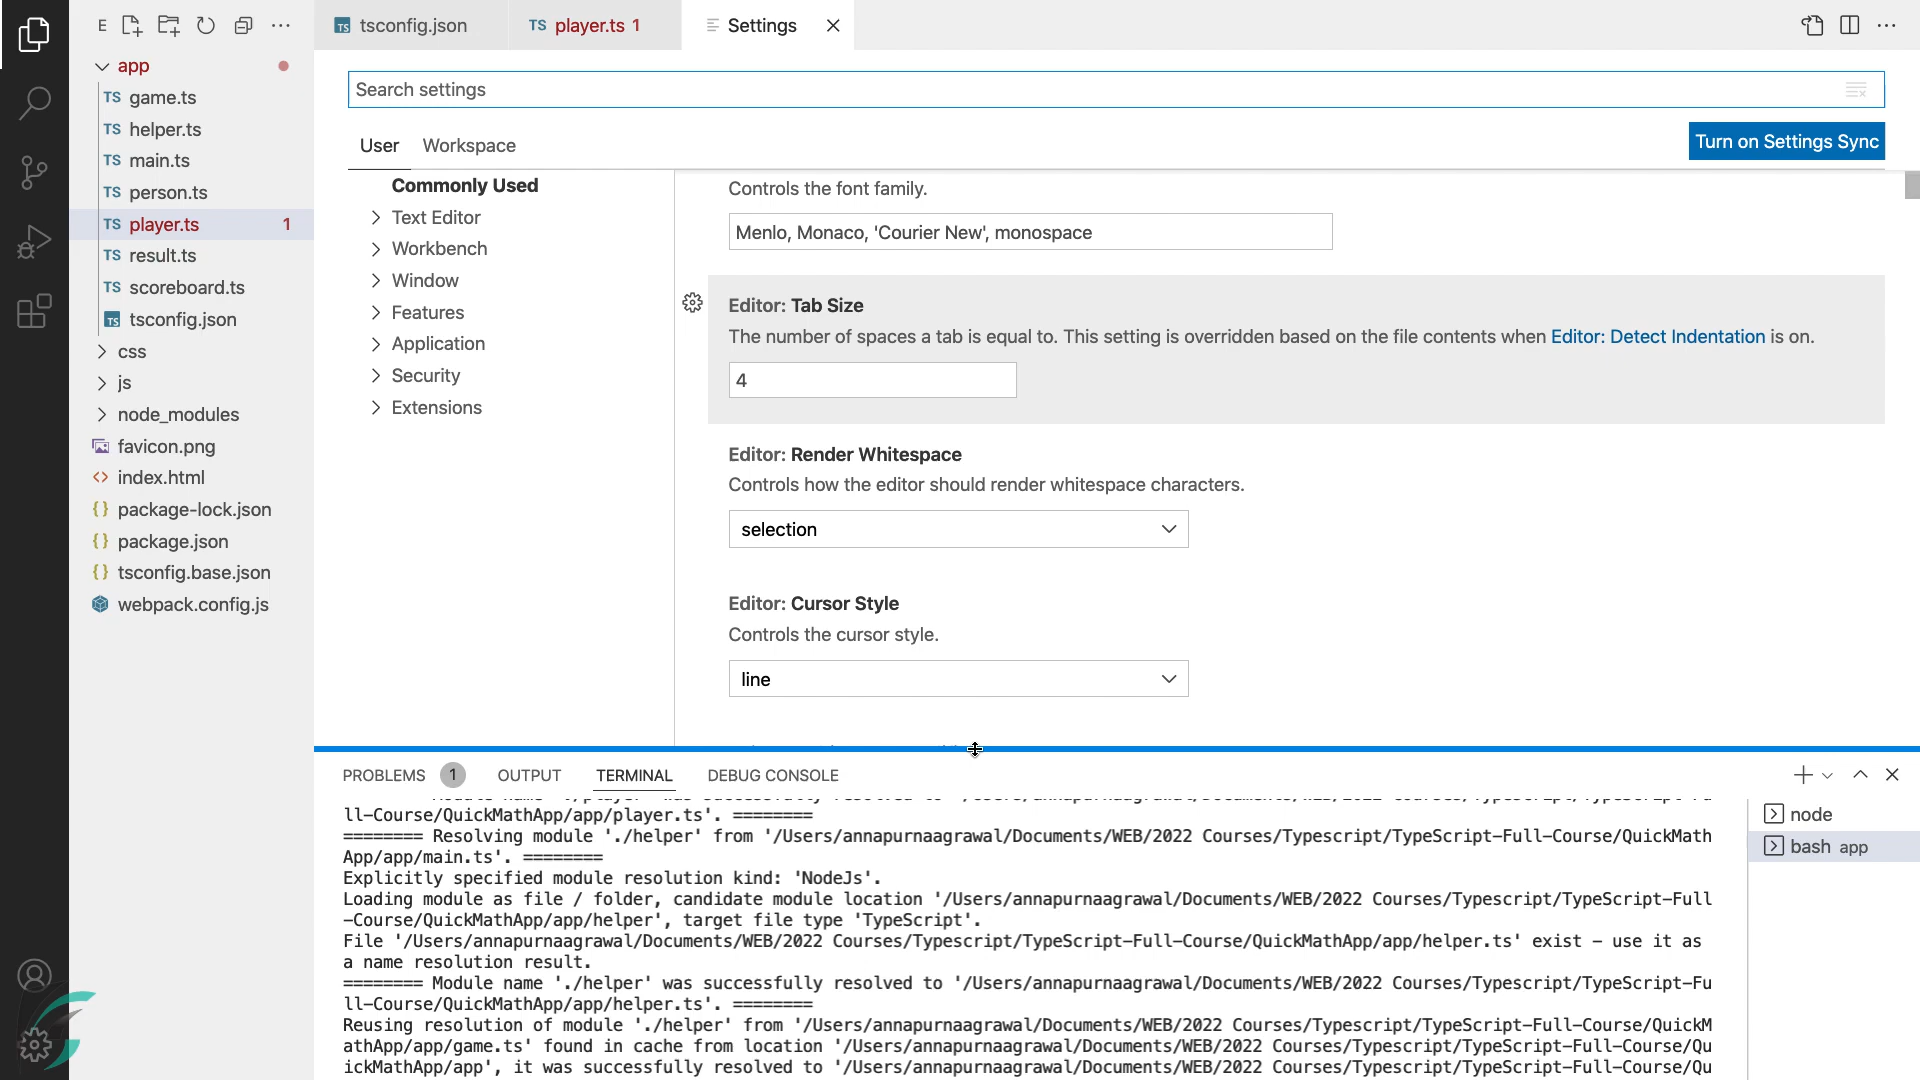 E
tsconfig.json
TS player.ts 1
Settings
app
TS game.ts
TS helper.ts
TS main.ts
TS person.ts
TS player.ts 1
TS result.ts
TS scoreboard.ts
TS tsconfig.json
css
js
node_modules
favicon.png
index.html
package-lock.json
package.json
tsconfig.base.json
webpack.config.js
Search settings
User Workspace
Turn on Settings Sync
Commonly Used
Text Editor
Workbench
Window
Features
Application
Security
Extensions
Controls the font family.
Menlo, Monaco, 'Courier New', monospace
Editor: Tab Size
The number of spaces a tab is equal to. This setting is overridden based on the file contents when Editor: Detect Indentation is on.
4
Editor: Render Whitespace
Controls how the editor should render whitespace characters.
selection
Editor: Cursor Style
Controls the cursor style.
line
PROBLEMS 1 OUTPUT TERMINAL DEBUG CONSOLE
ll-Course/QuickMathApp/app/player.ts'. ========
======== Resolving module './helper' from '/Users/annapurnaagrawal/Documents/WEB/2022 Courses/Typescript/TypeScript-Full-Course/QuickMath
App/app/main.ts'. ========
Explicitly specified module resolution kind: 'NodeJs'.
Loading module as file / folder, candidate module location '/Users/annapurnaagrawal/Documents/WEB/2022 Courses/Typescript/TypeScript-Full
-Course/QuickMathApp/app/helper', target file type 'TypeScript'.
File '/Users/annapurnaagrawal/Documents/WEB/2022 Courses/Typescript/TypeScript-Full-Course/QuickMathApp/app/helper.ts' exist - use it as
a name resolution result.
======== Module name './helper' was successfully resolved to '/Users/annapurnaagrawal/Documents/WEB/2022 Courses/Typescript/TypeScript-Fu
ll-Course/QuickMathApp/app/helper.ts'. ========
Reusing resolution of module './helper' from '/Users/annapurnaagrawal/Documents/WEB/2022 Courses/Typescript/TypeScript-Full-Course/QuickM
athApp/app/game.ts' found in cache from location '/Users/annapurnaagrawal/Documents/WEB/2022 Courses/Typescript/TypeScript-Full-Course/Qu
ickMathApp/app', it was successfully resolved to '/Users/annapurnaagrawal/Documents/WEB/2022 Courses/Typescript/TypeScript-Full-Course/Qu
node
bash app